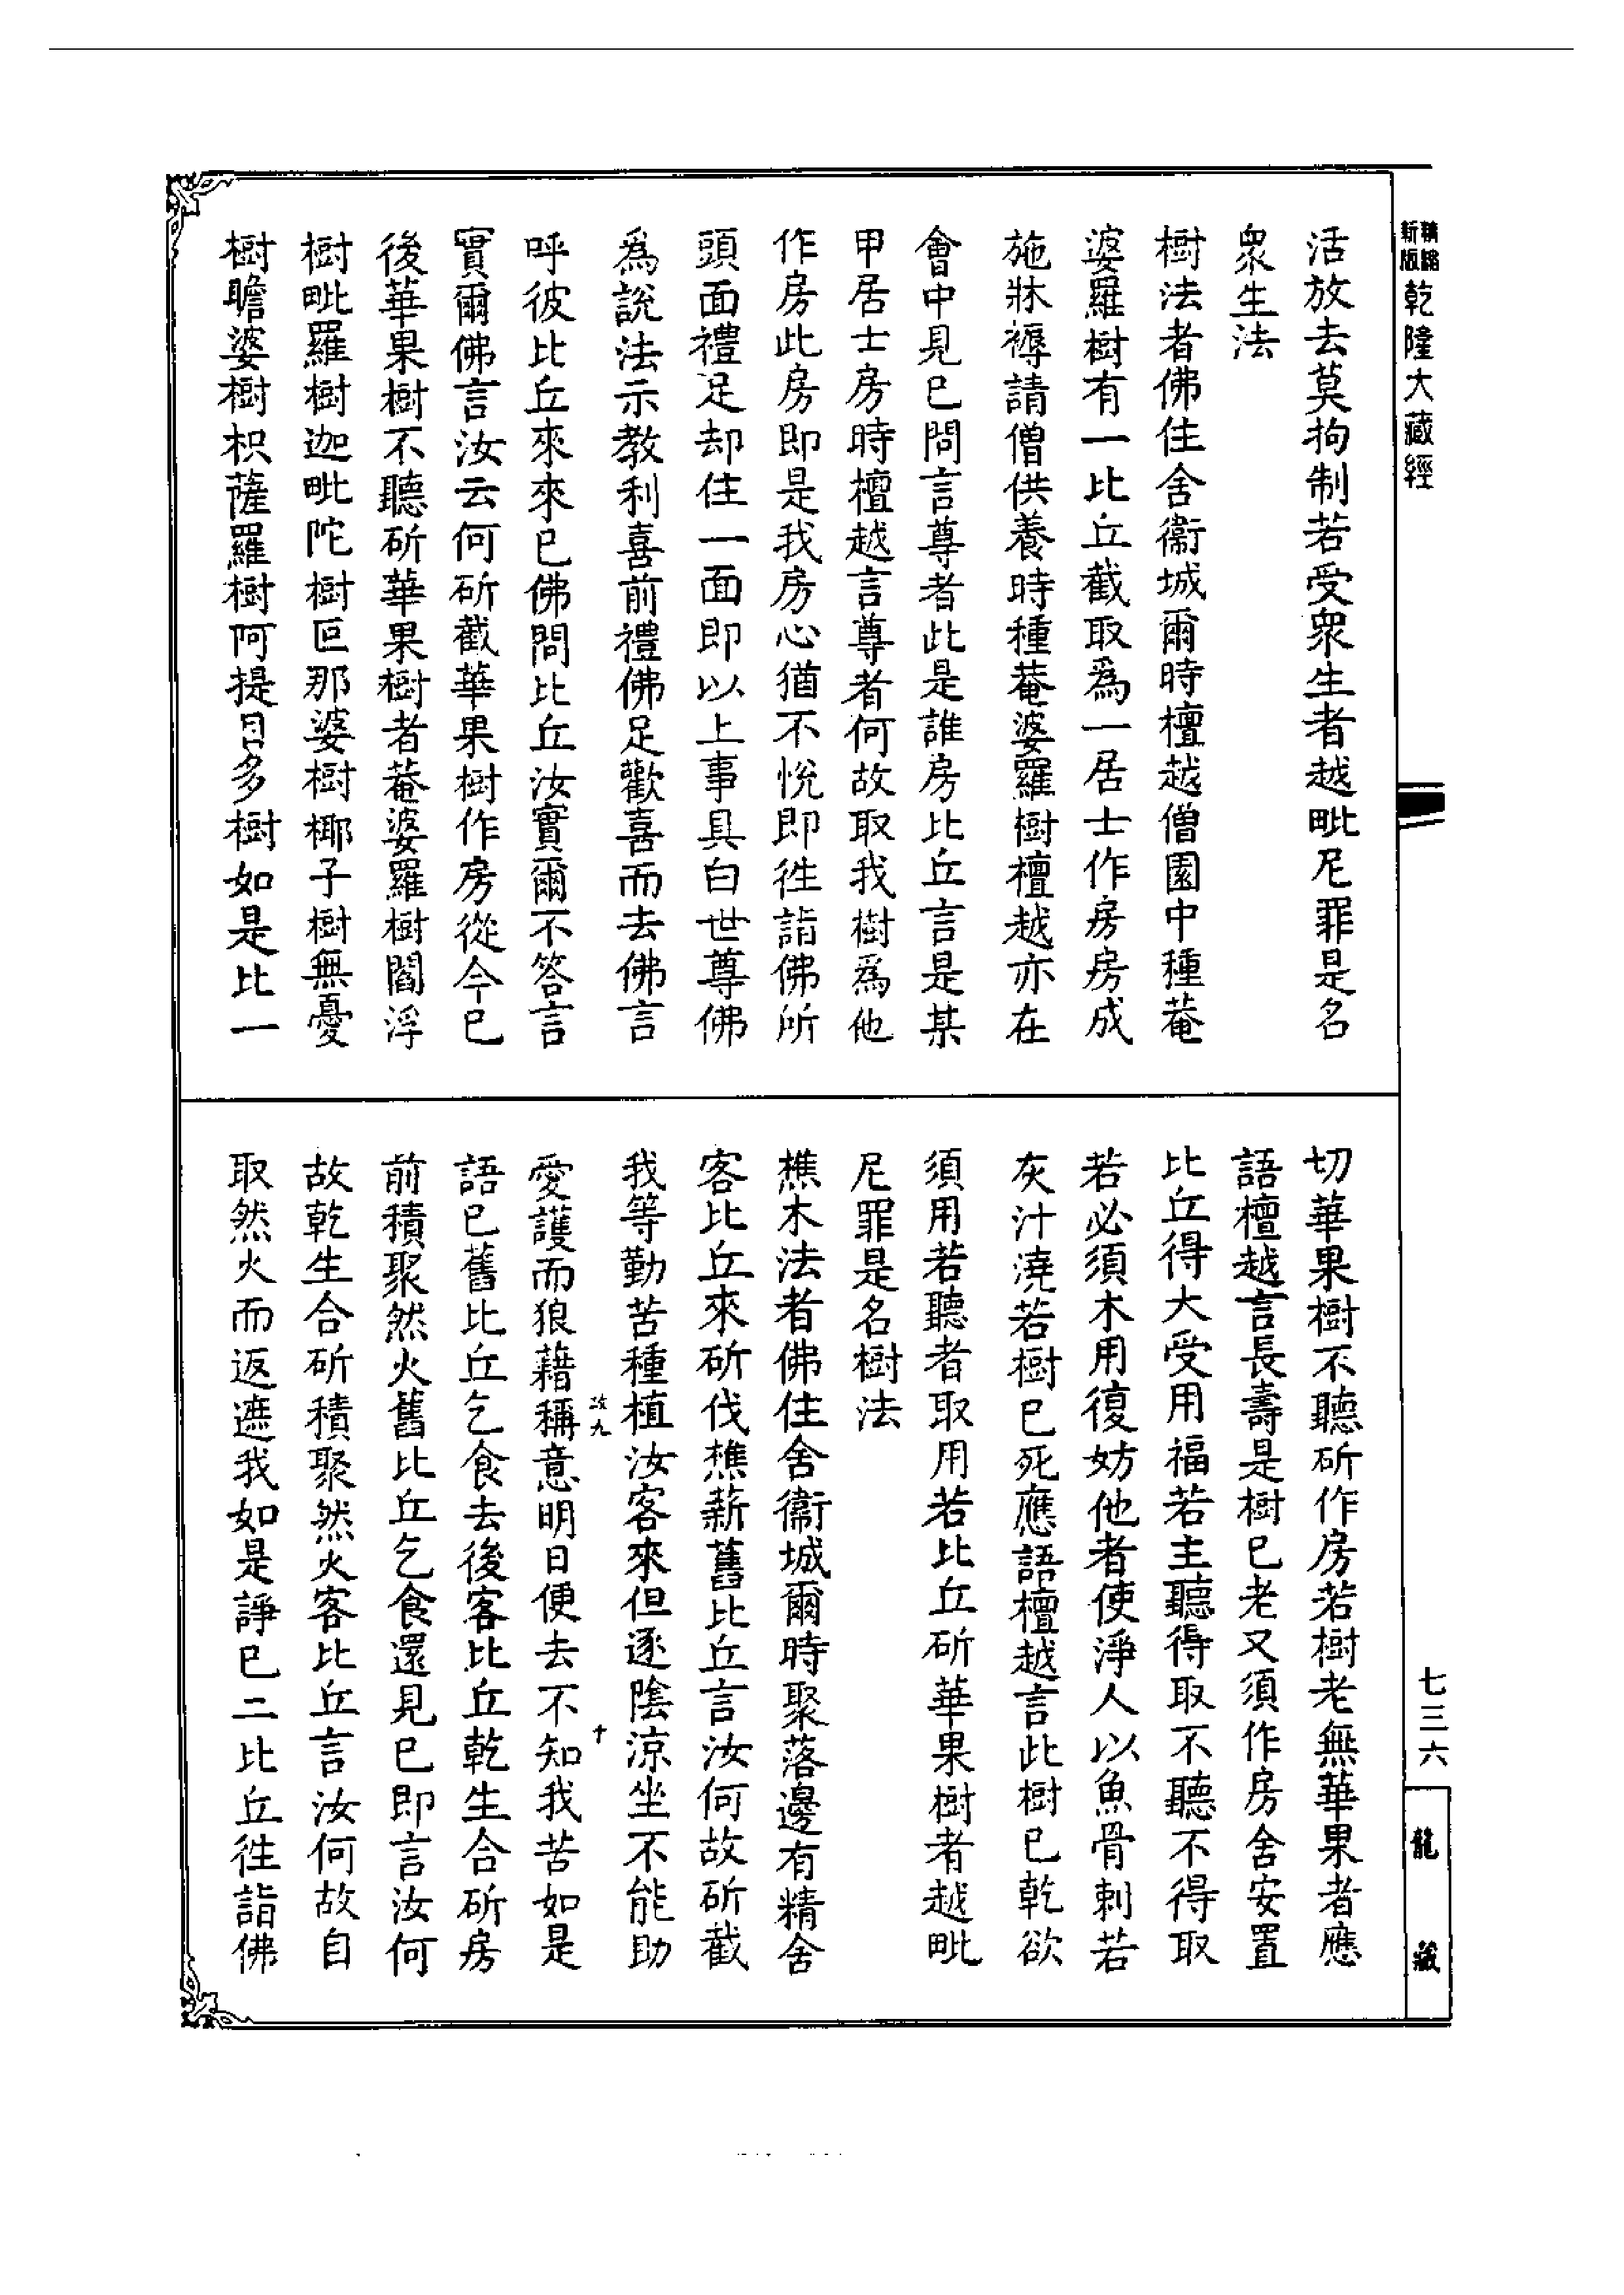 新版
精縮
乾隆大藏經
活放去莫拘制若受眾生者越毗尼罪是名
眾生法
樹法者佛住舍衞城爾時檀越僧園中種菴
婆羅樹有一比丘截取爲一居士作房房成
施牀褥請僧供養時種菴婆羅樹檀越亦在
會中見已問言尊者此是誰房比丘言是某
甲居士房時檀越言尊者何故取我樹爲他
作房此房即是我房心猶不悅即往詣佛所
頭面禮足却住一面即以上事具白世尊佛
爲說法示教利喜前禮佛足歡喜而去佛言
呼彼比丘來來已佛問比丘汝實爾不答言
實爾佛言汝云何斫截華果樹作房從今已
後華果樹不聽斫華果樹者菴婆羅樹閻浮
樹毗羅樹迦毗陀樹叵那婆樹椰子樹無憂
樹瞻婆樹枳薩羅樹阿提目多樹如是比一
切華果樹不聽斫作房若樹老無華果者應
語檀越言長壽是樹已老又須作房舍安置
比丘得大受用福若主聽得取不聽不得取
若必須木用復妨他者使淨人以魚骨刺若
灰汁澆若樹已死應語檀越言此樹已乾欲
須用若聽者取用若比丘斫華果樹者越毗
尼罪是名樹法
樵木法者佛住舍衞城爾時聚落邊有精舍
客比丘來斫伐樵薪舊比丘言汝何故斫截
我等勤苦種植汝客來但逐陰涼坐不能助
愛護而狼藉稱意明日便去不知我苦如是
語已舊比丘乞食去後客比丘乾生合斫房
前積聚然火舊比丘乞食還見已即言汝何
故乾生合斫積聚然火客比丘言汝何故自
取然火而返遮我如是諍已二比丘往詣佛
七三六
龍藏